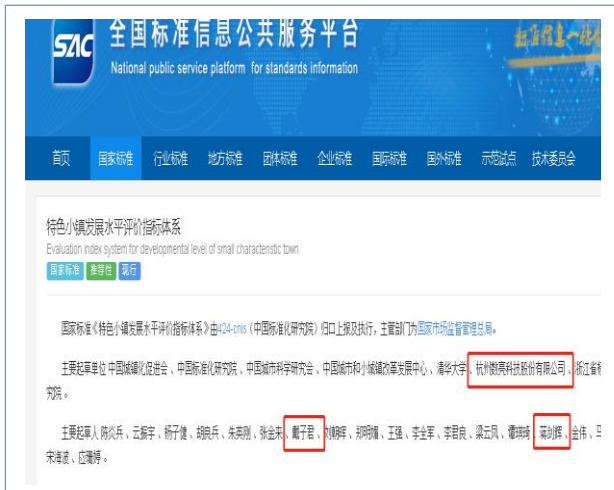 SAC 全国标准信息公共服务平台
National public service platform for standards information
首页 国家标准 行业标准 地方标准 团体标准 企业标准 国际标准 国外标准 示范试点 技术委员会
特色小镇发展水平评价指标体系
Evaluation index system for developmental level of small characteristic town
国家标准 推荐性 现行
国家标准《特色小镇发展水平评价指标体系》由424-cnis（中国标准化研究院）归口上报及执行，主管部门为国家市场监督管理总局。
主要起草单位 中国城镇化促进会、中国标准化研究院、中国城市科学研究会、中国城市和小城镇改革发展中心、清华大学、杭州数亮科技股份有限公司、浙江省标
究院。
主要起草人 陈炎兵、云振宇、杨子健、胡良兵、朱英刚、张金来、戴子君、刘朝晖、郑明媚、王强、李全军、李君良、梁云凤、霍琦、蒋剑辉、金伟、马
宋海波、应珊婷。